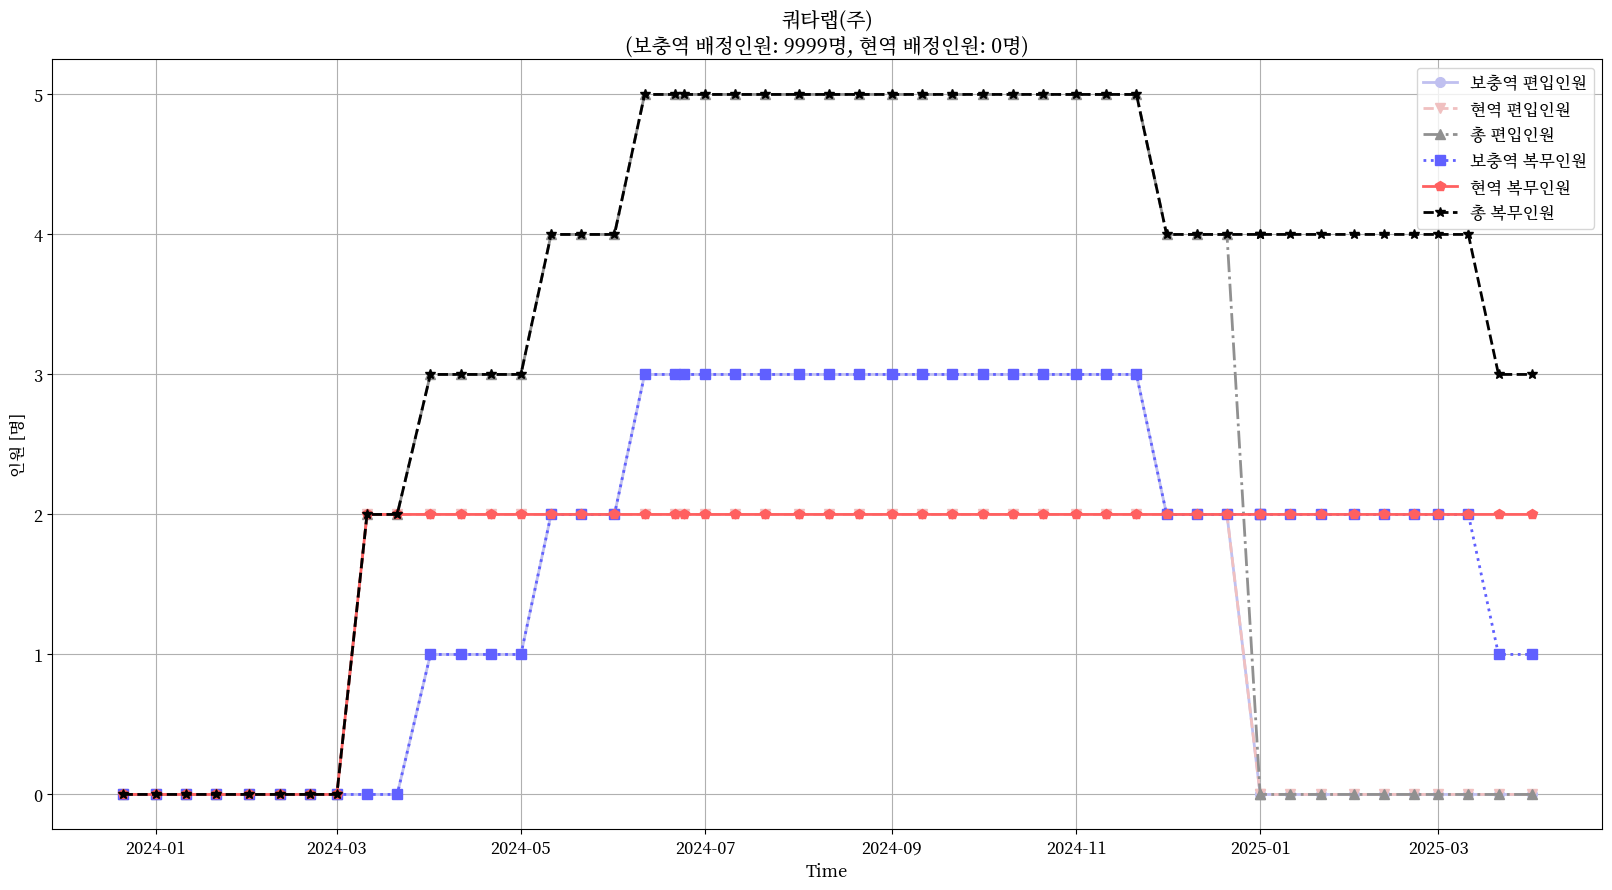 쿼타랩(주)
(보충역 배정인원: 9999명, 현역 배정인원: 0명)
보충역 편입인원
현역 편입인원
총 편입인원
보충역 복무인원
현역 복무인원
총 복무인원
인원 [명]
5
4
3
2
1
0
2024-01
2024-03
2024-05
2024-07
2024-09
2024-11
2025-01
2025-03
Time